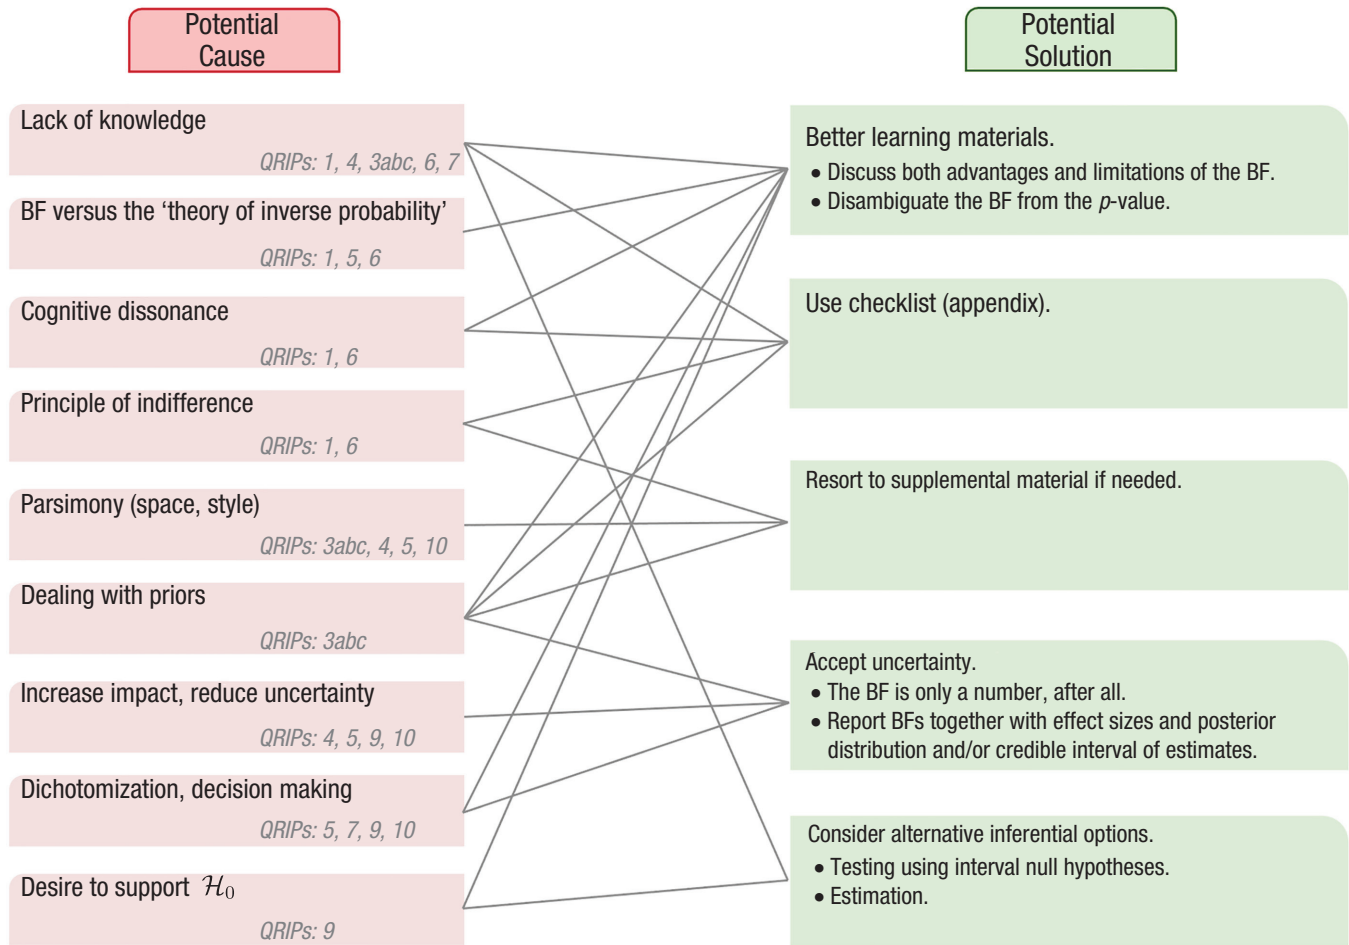 Potential
Cause
Potential
Solution
Lack of knowledge
QRIPs: 1, 4, 3abc, 6, 7
BF versus the ‘theory of inverse probability’
QRIPs: 1, 5, 6
Cognitive dissonance
QRIPs: 1, 6
Principle of indifference
QRIPs: 1, 6
Parsimony (space, style)
QRIPs: 3abc, 4, 5, 10
Dealing with priors
QRIPs: 3abc
Increase impact, reduce uncertainty
QRIPs: 4, 5, 9, 10
Dichotomization, decision making
QRIPs: 5, 7, 9, 10
Desire to support ℋ₀
QRIPs: 9
Better learning materials.
• Discuss both advantages and limitations of the BF.
• Disambiguate the BF from the p-value.
Use checklist (appendix).
Resort to supplemental material if needed.
Accept uncertainty.
• The BF is only a number, after all.
• Report BFs together with effect sizes and posterior
distribution and/or credible interval of estimates.
Consider alternative inferential options.
• Testing using interval null hypotheses.
• Estimation.